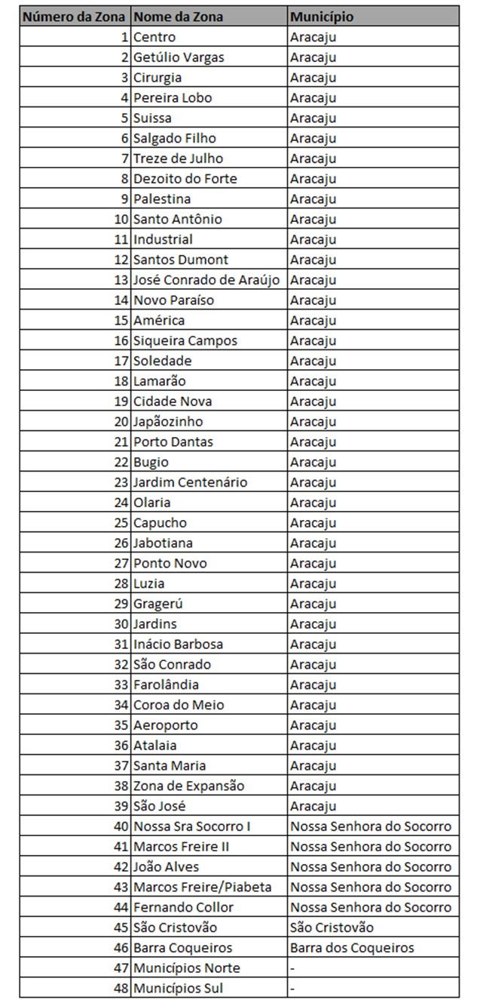 Número da Zona Nome da Zona Município
1 Centro Aracaju
2 Getúlio Vargas Aracaju
3 Cirurgia Aracaju
4 Pereira Lobo Aracaju
5 Suissa Aracaju
6 Salgado Filho Aracaju
7 Treze de Julho Aracaju
8 Dezoito do Forte Aracaju
9 Palestina Aracaju
10 Santo Antônio Aracaju
11 Industrial Aracaju
12 Santos Dumont Aracaju
13 José Conrado de Araújo Aracaju
14 Novo Paraíso Aracaju
15 América Aracaju
16 Siqueira Campos Aracaju
17 Soledade Aracaju
18 Lamarão Aracaju
19 Cidade Nova Aracaju
20 Japãozinho Aracaju
21 Porto Dantas Aracaju
22 Bugio Aracaju
23 Jardim Centenário Aracaju
24 Olaria Aracaju
25 Capucho Aracaju
26 Jabotiana Aracaju
27 Ponto Novo Aracaju
28 Luzia Aracaju
29 Gragerú Aracaju
30 Jardins Aracaju
31 Inácio Barbosa Aracaju
32 São Conrado Aracaju
33 Farolândia Aracaju
34 Coroa do Meio Aracaju
35 Aeroporto Aracaju
36 Atalaia Aracaju
37 Santa Maria Aracaju
38 Zona de Expansão Aracaju
39 São José Aracaju
40 Nossa Sra Socorro I Nossa Senhora do Socorro
41 Marcos Freire II Nossa Senhora do Socorro
42 João Alves Nossa Senhora do Socorro
43 Marcos Freire/Piabeta Nossa Senhora do Socorro
44 Fernando Collor Nossa Senhora do Socorro
45 São Cristovão São Cristovão
46 Barra Coqueiros Barra dos Coqueiros
47 Municípios Norte -
48 Municípios Sul -